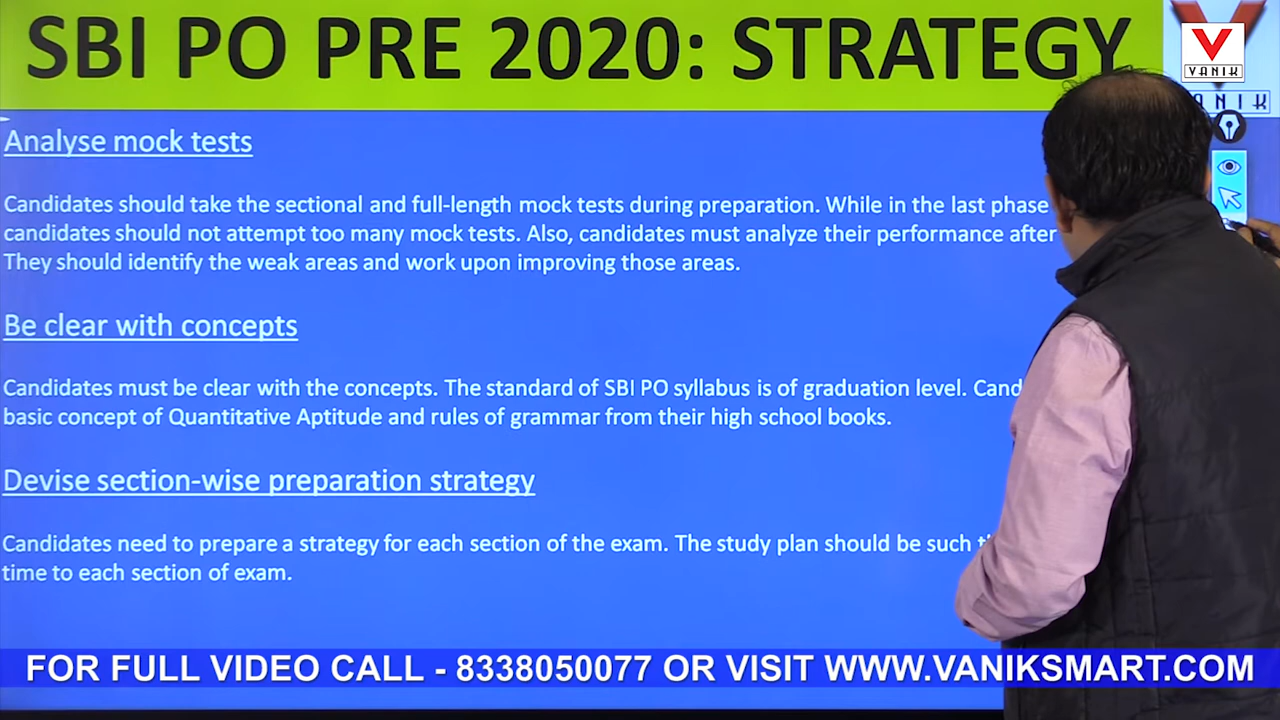 SBI PO PRE 2020: STRATEGY
VANIK
ANIK
Analyse mock tests
Candidates should take the sectional and full-length mock tests during preparation. While in the last phase
candidates should not attempt too many mock tests. Also, candidates must analyze their performance after
They should identify the weak areas and work upon improving those areas.
Be clear with concepts
Candidates must be clear with the concepts. The standard of SBI PO syllabus is of graduation level.
basic concept of Quantitative Aptitude and rules of grammar from their high school books.
Devise section-wise preparation strategy
Candidates need to prepare a strategy for each section of the exam. The study plan should be such
time to each section of exam.
FOR FULL VIDEO CALL - 8338050077 OR VISIT WWW.VANIKSMART.COM